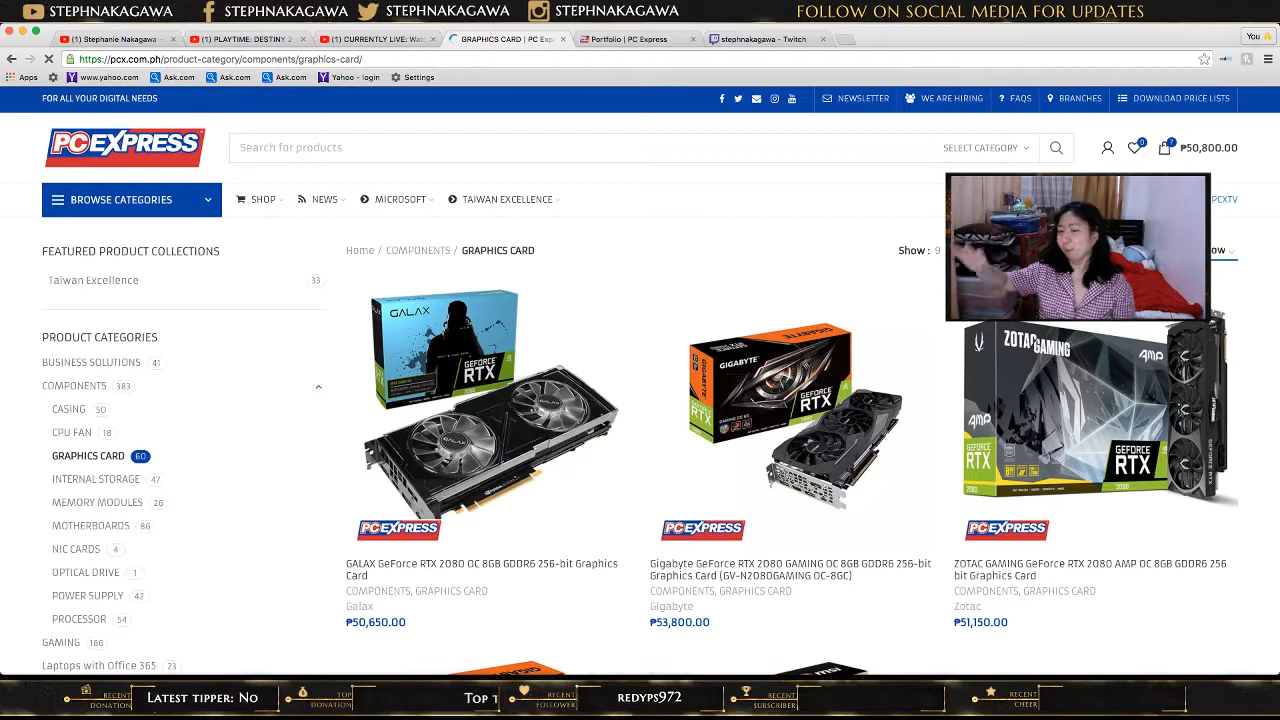 STEPHNAKAGAWA STEPHNAKAGAWA STEPHNAKAGAWA STEPHNAKAGAWA FOLLOW ON SOCIAL MEDIA FOR UPDATES
(1) Stephanie Nakagawa (1) PLAYTIME: DESTINY 2 (1) CURRENTLY LIVE: Wat GRAPHICS CARD | PC Exp Portfolio | PC Express stephnakagawa - Twitch You
https://pcx.com.ph/product-category/components/graphics-card/
Apps www.yahoo.com Ask.com Ask.com Ask.com Yahoo - login Settings
FOR ALL YOUR DIGITAL NEEDS NEWSLETTER WE ARE HIRING ? FAQS BRANCHES DOWNLOAD PRICE LISTS
PC EXPRESS Search for products SELECT CATEGORY 0 7 ₱50,800.00
BROWSE CATEGORIES SHOP NEWS MICROSOFT TAIWAN EXCELLENCE PCXTV
FEATURED PRODUCT COLLECTIONS
Taiwan Excellence 33
PRODUCT CATEGORIES
BUSINESS SOLUTIONS 41
COMPONENTS 383
CASING 50
CPU FAN 18
GRAPHICS CARD 60
INTERNAL STORAGE 47
MEMORY MODULES 26
MOTHERBOARDS 86
NIC CARDS 4
OPTICAL DRIVE 1
POWER SUPPLY 42
PROCESSOR 54
GAMING 186
Laptops with Office 365 23
Home / COMPONENTS / GRAPHICS CARD Show : 9 ow
GALAX
GEFORCE RTX 2080
GALAX
PC EXPRESS
GALAX GeForce RTX 2080 OC 8GB GDDR6 256-bit Graphics
Card
COMPONENTS, GRAPHICS CARD
Galax
₱50,650.00
GIGABYTE
GEFORCE RTX
PC EXPRESS
Gigabyte GeForce RTX 2080 GAMING OC 8GB GDDR6 256-bit
Graphics Card (GV-N2080GAMING OC-8GC)
COMPONENTS, GRAPHICS CARD
Gigabyte
₱53,800.00
ZOTAC GAMING AMP
AMP
GEFORCE RTX
GEFORCE RTX 2080
PC EXPRESS
ZOTAC GAMING GeForce RTX 2080 AMP OC 8GB GDDR6 256
bit Graphics Card
COMPONENTS, GRAPHICS CARD
Zotac
₱51,150.00
RECENT DONATION Latest tipper: No TOP DONATION Top RECENT FOLLOWER redyps972 RECENT SUBSCRIBER RECENT CHEER